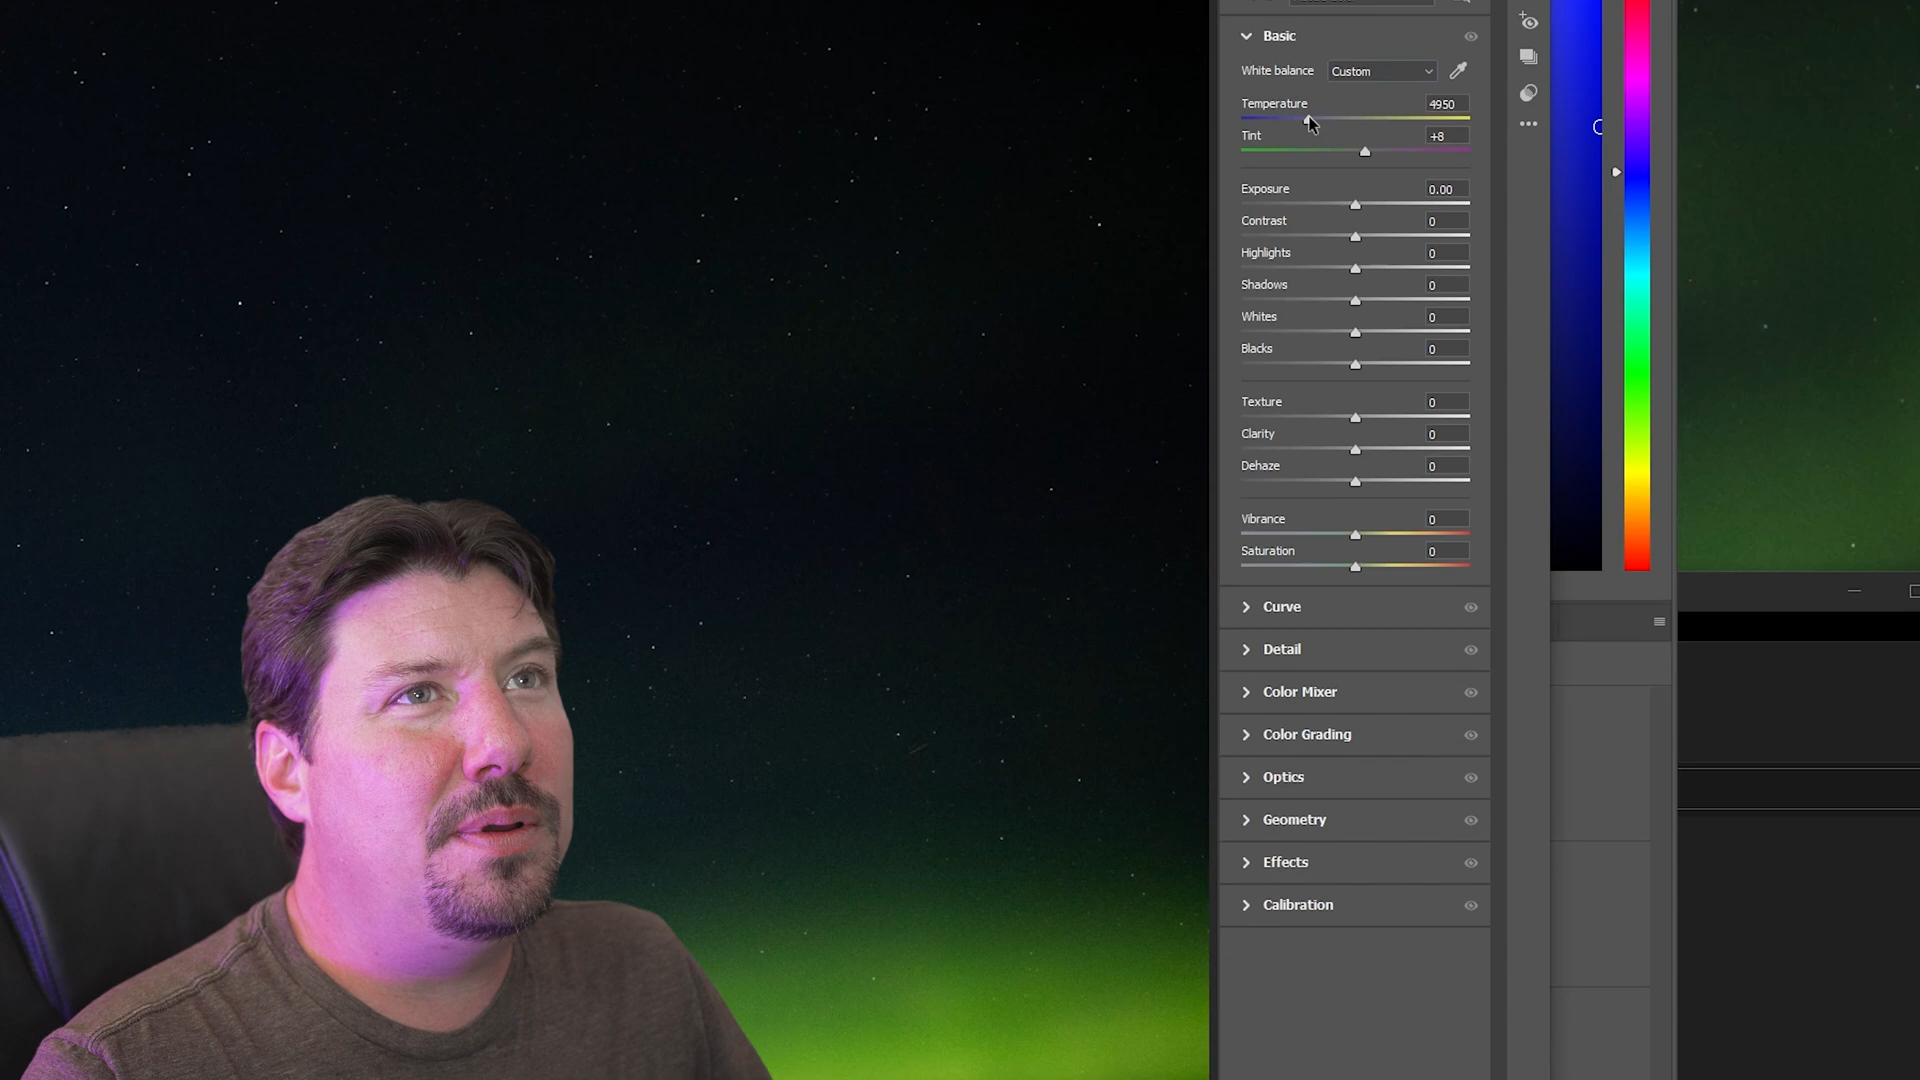 Basic
White balance Custom
Temperature 4950
Tint +8
Exposure 0.00
Contrast 0
Highlights 0
Shadows 0
Whites 0
Blacks 0
Texture 0
Clarity 0
Dehaze 0
Vibrance 0
Saturation 0
Curve
Detail
Color Mixer
Color Grading
Optics
Geometry
Effects
Calibration